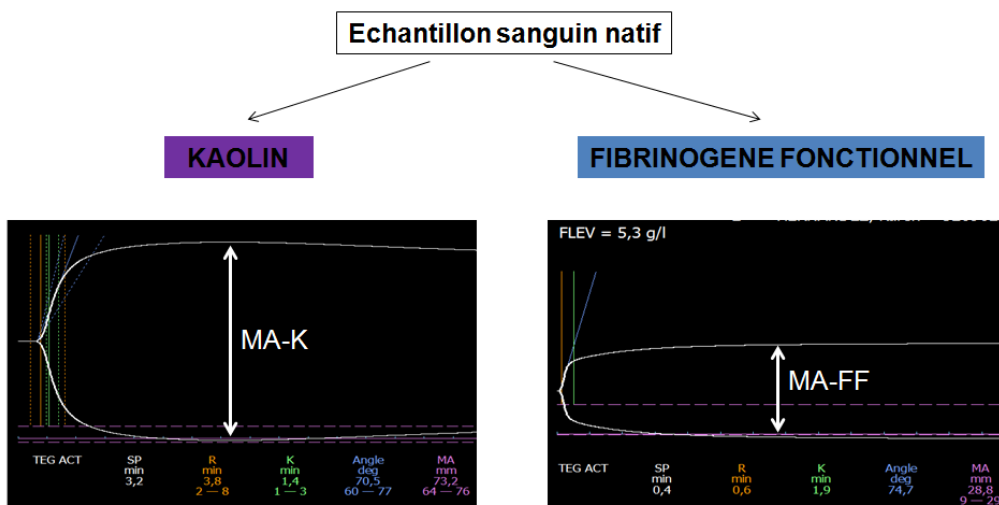 Echantillon sanguin natif
KAOLIN
FIBRINOGENE FONCTIONNEL
MA-K
TEG ACT SP R K Angle MA
min min min deg mm
3,2 3,8 1,4 70,5 73,2
2 — 8 1 — 3 60 — 77 64 — 76
FLEV = 5,3 g/l
MA-FF
TEG ACT SP R K Angle MA
min min min deg mm
0,4 0,6 1,9 74,7 28,8
9 — 29